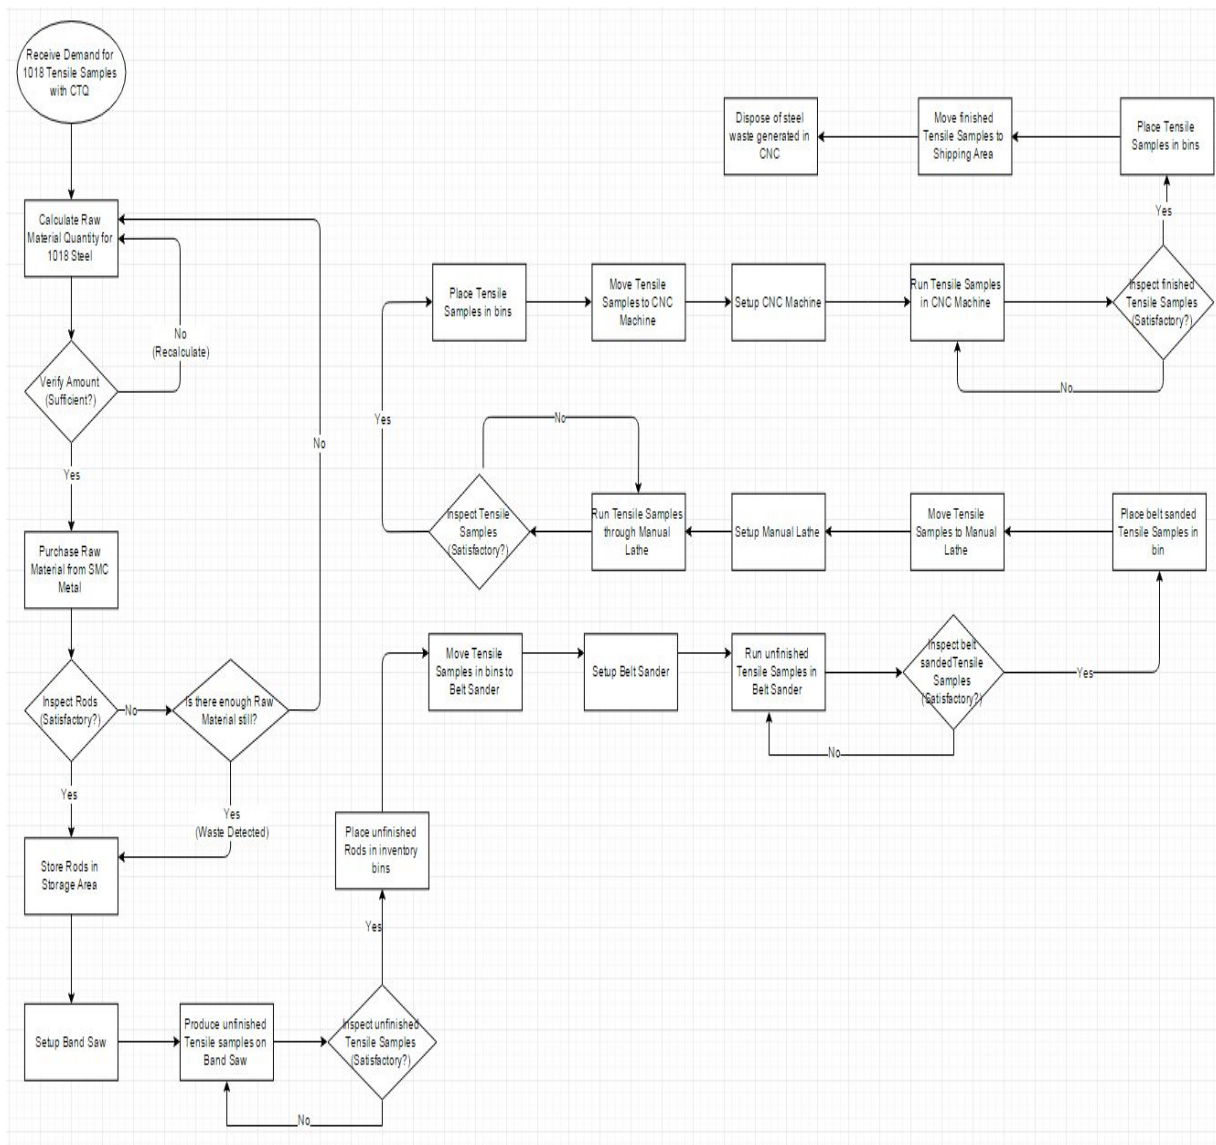 Receive Demand for
1018 Tensile Samples
with CTQ
Calculate Raw
Material Quantity for
1018 Steel
No
(Recalculate)
Verify Amount
(Sufficient?)
Yes
Purchase Raw
Material from SMC
Metal
Inspect Rods
(Satisfactory?)
No
Is there enough Raw
Material still?
No
Yes
(Waste Detected)
Yes
Store Rods in
Storage Area
Setup Band Saw
Produce unfinished
Tensile samples on
Band Saw
Inspect unfinished
Tensile Samples
(Satisfactory?)
No
Yes
Place unfinished
Rods in inventory
bins
Move Tensile
Samples in bins to
Belt Sander
Setup Belt Sander
Run unfinished
Tensile Samples in
Belt Sander
Inspect belt
sandedTensile
Samples
(Satisfactory?)
No
Yes
Place belt sanded
Tensile Samples in
bin
Move Tensile
Samples to Manual
Lathe
Setup Manual Lathe
Run Tensile Samples
through Manual
Lathe
Inspect Tensile
Samples
(Satisfactory?)
No
Yes
Place Tensile
Samples in bins
Move Tensile
Samples to CNC
Machine
Setup CNC Machine
Run Tensile Samples
in CNC Machine
Inspect finished
Tensile Samples
(Satisfactory?)
No
Yes
Place Tensile
Samples in bins
Move finished
Tensile Samples to
Shipping Area
Dispose of steel
waste generated in
CNC